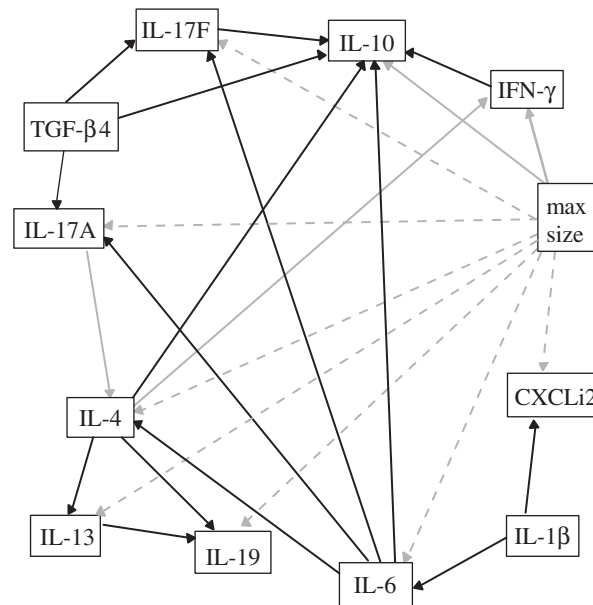 IL-17F
IL-10
IFN-γ
TGF-β4
max
size
IL-17A
CXCLi2
IL-4
IL-13
IL-19
IL-1β
IL-6